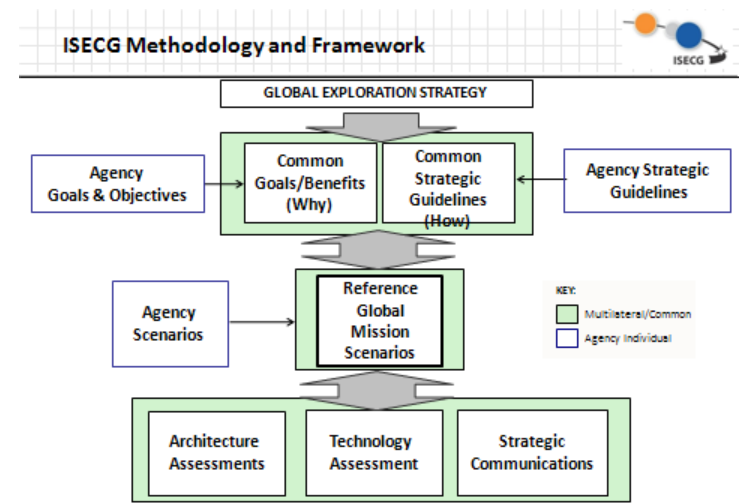 ISECG Methodology and Framework
ISECG
GLOBAL EXPLORATION STRATEGY
Agency
Goals & Objectives
Common
Goals/Benefits
(Why)
Common
Strategic
Guidelines
(How)
Agency Strategic
Guidelines
Agency
Scenarios
Reference
Global
Mission
Scenarios
KEY:
Multilateral/Common
Agency Individual
Architecture
Assessments
Technology
Assessment
Strategic
Communications